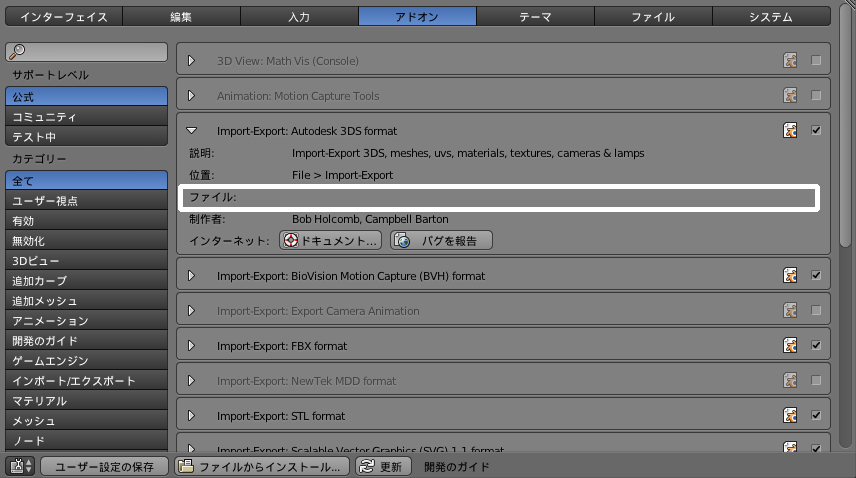 インターフェイス
編集
入力
アドオン
テーマ
ファイル
システム
サポートレベル
公式
コミュニティ
テスト中
カテゴリー
全て
ユーザー視点
有効
無効化
3Dビュー
追加カーブ
追加メッシュ
アニメーション
開発のガイド
ゲームエンジン
インポート/エクスポート
マテリアル
メッシュ
ノード
3D View: Math Vis (Console)
Animation: Motion Capture Tools
Import-Export: Autodesk 3DS format
説明: Import-Export 3DS, meshes, uvs, materials, textures, cameras & lamps
位置: File > Import-Export
ファイル:
制作者: Bob Holcomb, Campbell Barton
インターネット: ドキュメント... バグを報告
Import-Export: BioVision Motion Capture (BVH) format
Import-Export: Export Camera Animation
Import-Export: FBX format
Import-Export: NewTek MDD format
Import-Export: STL format
Import-Export: Scalable Vector Graphics (SVG) 1.1 format
ユーザー設定の保存
ファイルからインストール...
更新
開発のガイド